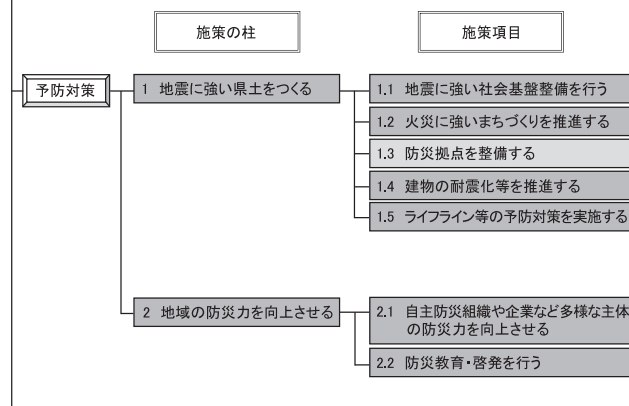 施策の柱
施策項目
予防対策
1 地震に強い県土をつくる
1.1 地震に強い社会基盤整備を行う
1.2 火災に強いまちづくりを推進する
1.3 防災拠点を整備する
1.4 建物の耐震化等を推進する
1.5 ライフライン等の予防対策を実施する
2 地域の防災力を向上させる
2.1 自主防災組織や企業など多様な主体
の防災力を向上させる
2.2 防災教育・啓発を行う